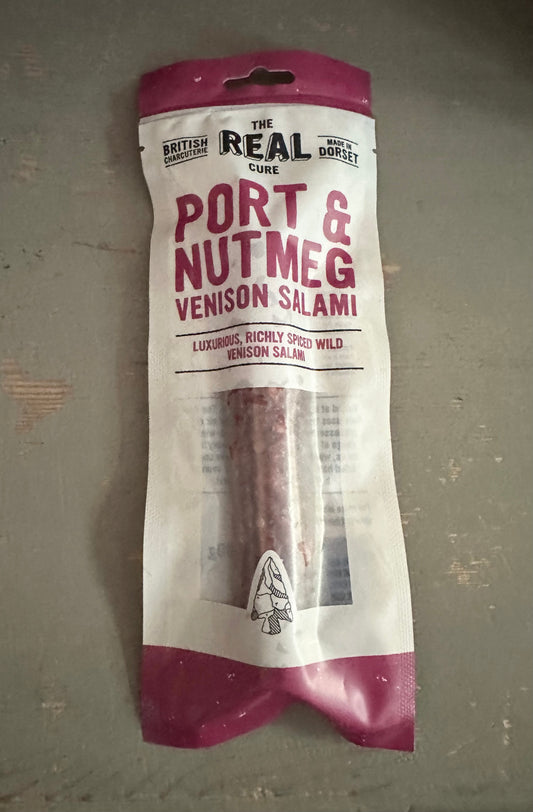 THE
BRITISH
CHARCUTERIE
REAL
MADE IN
DORSET
CURE
PORT &
NUTMEG
VENISON SALAMI
LUXURIOUS, RICHLY SPICED WILD
VENISON SALAMI